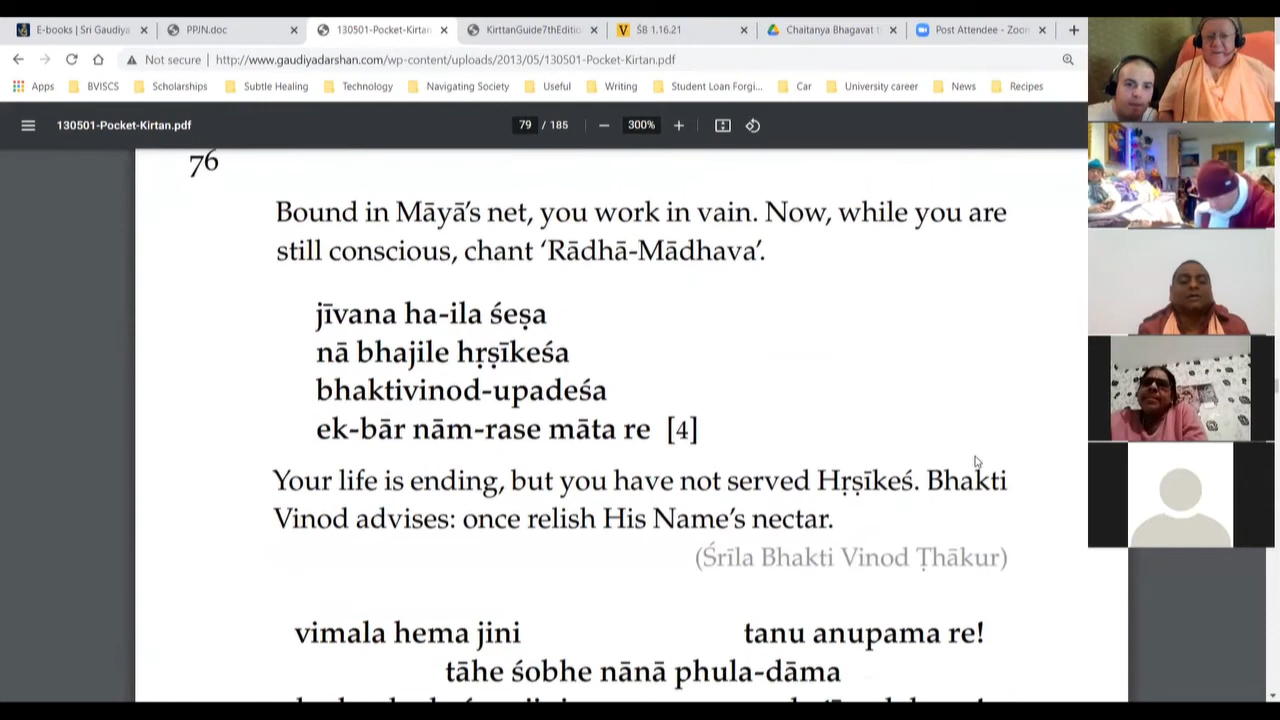 E-books | Sri Gaudiya
PPJN.doc
130501-Pocket-Kirtan
KirttanGuide7thEditio
ŚB 1.16.21
Chaitanya Bhagavat t
Post Attendee - Zoom
Not secure
http://www.gaudiyadarshan.com/wp-content/uploads/2013/05/130501-Pocket-Kirtan.pdf
Apps
BVISCS
Scholarships
Subtle Healing
Technology
Navigating Society
Useful
Writing
Student Loan Forgi...
Car
University career
News
Recipes
130501-Pocket-Kirtan.pdf
79 / 185
300%
76
Bound in Māyā's net, you work in vain. Now, while you are
still conscious, chant 'Rādhā-Mādhava'.
jīvana ha-ila śeṣa
nā bhajile hṛṣīkeśa
bhaktivinod-upadeśa
ek-bār nām-rase māta re [4]
Your life is ending, but you have not served Hṛṣīkeś. Bhakti
Vinod advises: once relish His Name's nectar.
(Śrīla Bhakti Vinod Ṭhākur)
vimala hema jini tanu anupama re!
tāhe śobhe nānā phula-dāma